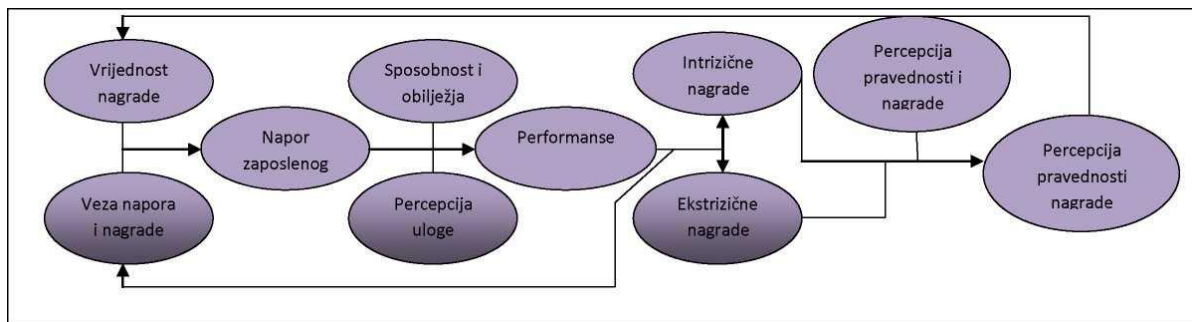 Vrijednost
nagrade
Veza napora
i nagrade
Napor
zaposlenog
Sposobnost i
obilježja
Percepcija
uloge
Performanse
Intrizične
nagrade
Ekstrizične
nagrade
Percepcija
pravednosti i
nagrade
Percepcija
pravednosti
nagrade